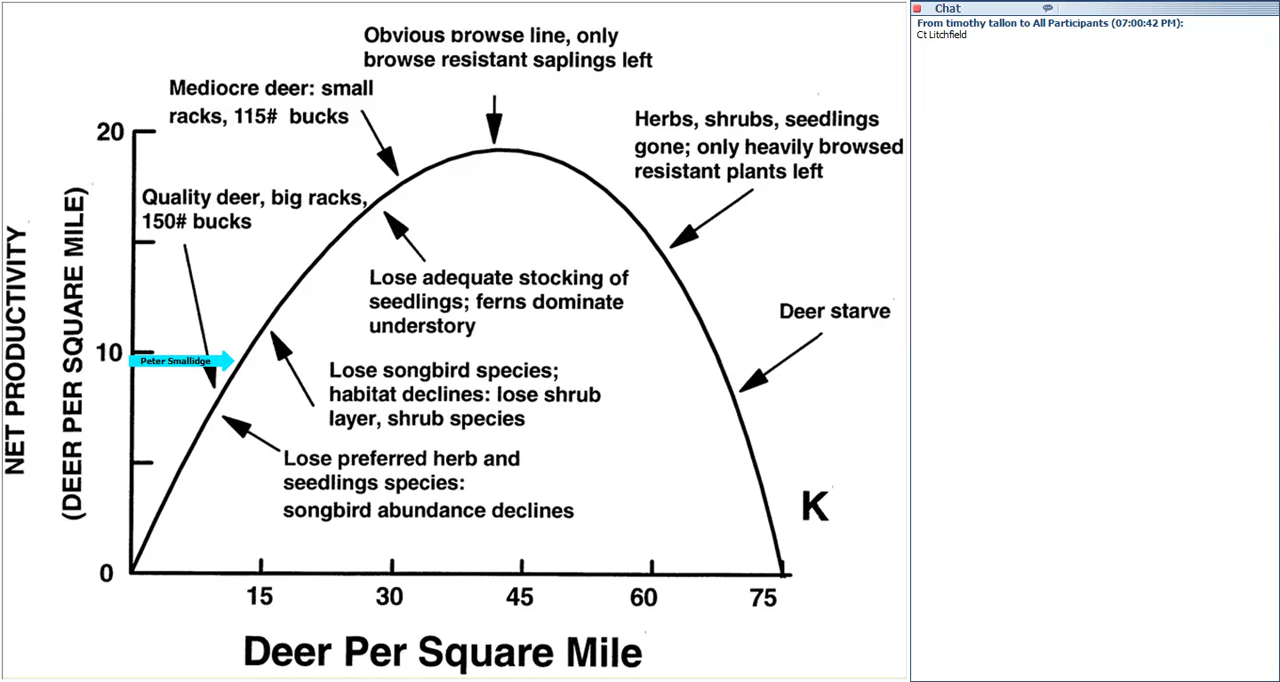 Obvious browse line, only
browse resistant saplings left
Mediocre deer: small
racks, 115# bucks
Herbs, shrubs, seedlings
gone; only heavily browsed
resistant plants left
20
Quality deer, big racks,
150# bucks
Lose adequate stocking of
seedlings; ferns dominate
understory
Deer starve
10
Peter Smallidge
Lose songbird species;
habitat declines: lose shrub
layer, shrub species
Lose preferred herb and
seedlings species:
songbird abundance declines
K
0
NET PRODUCTIVITY
(DEER PER SQUARE MILE)
15 30 45 60 75
Deer Per Square Mile
Chat
From timothy tallon to All Participants (07:00:42 PM):
Ct Litchfield